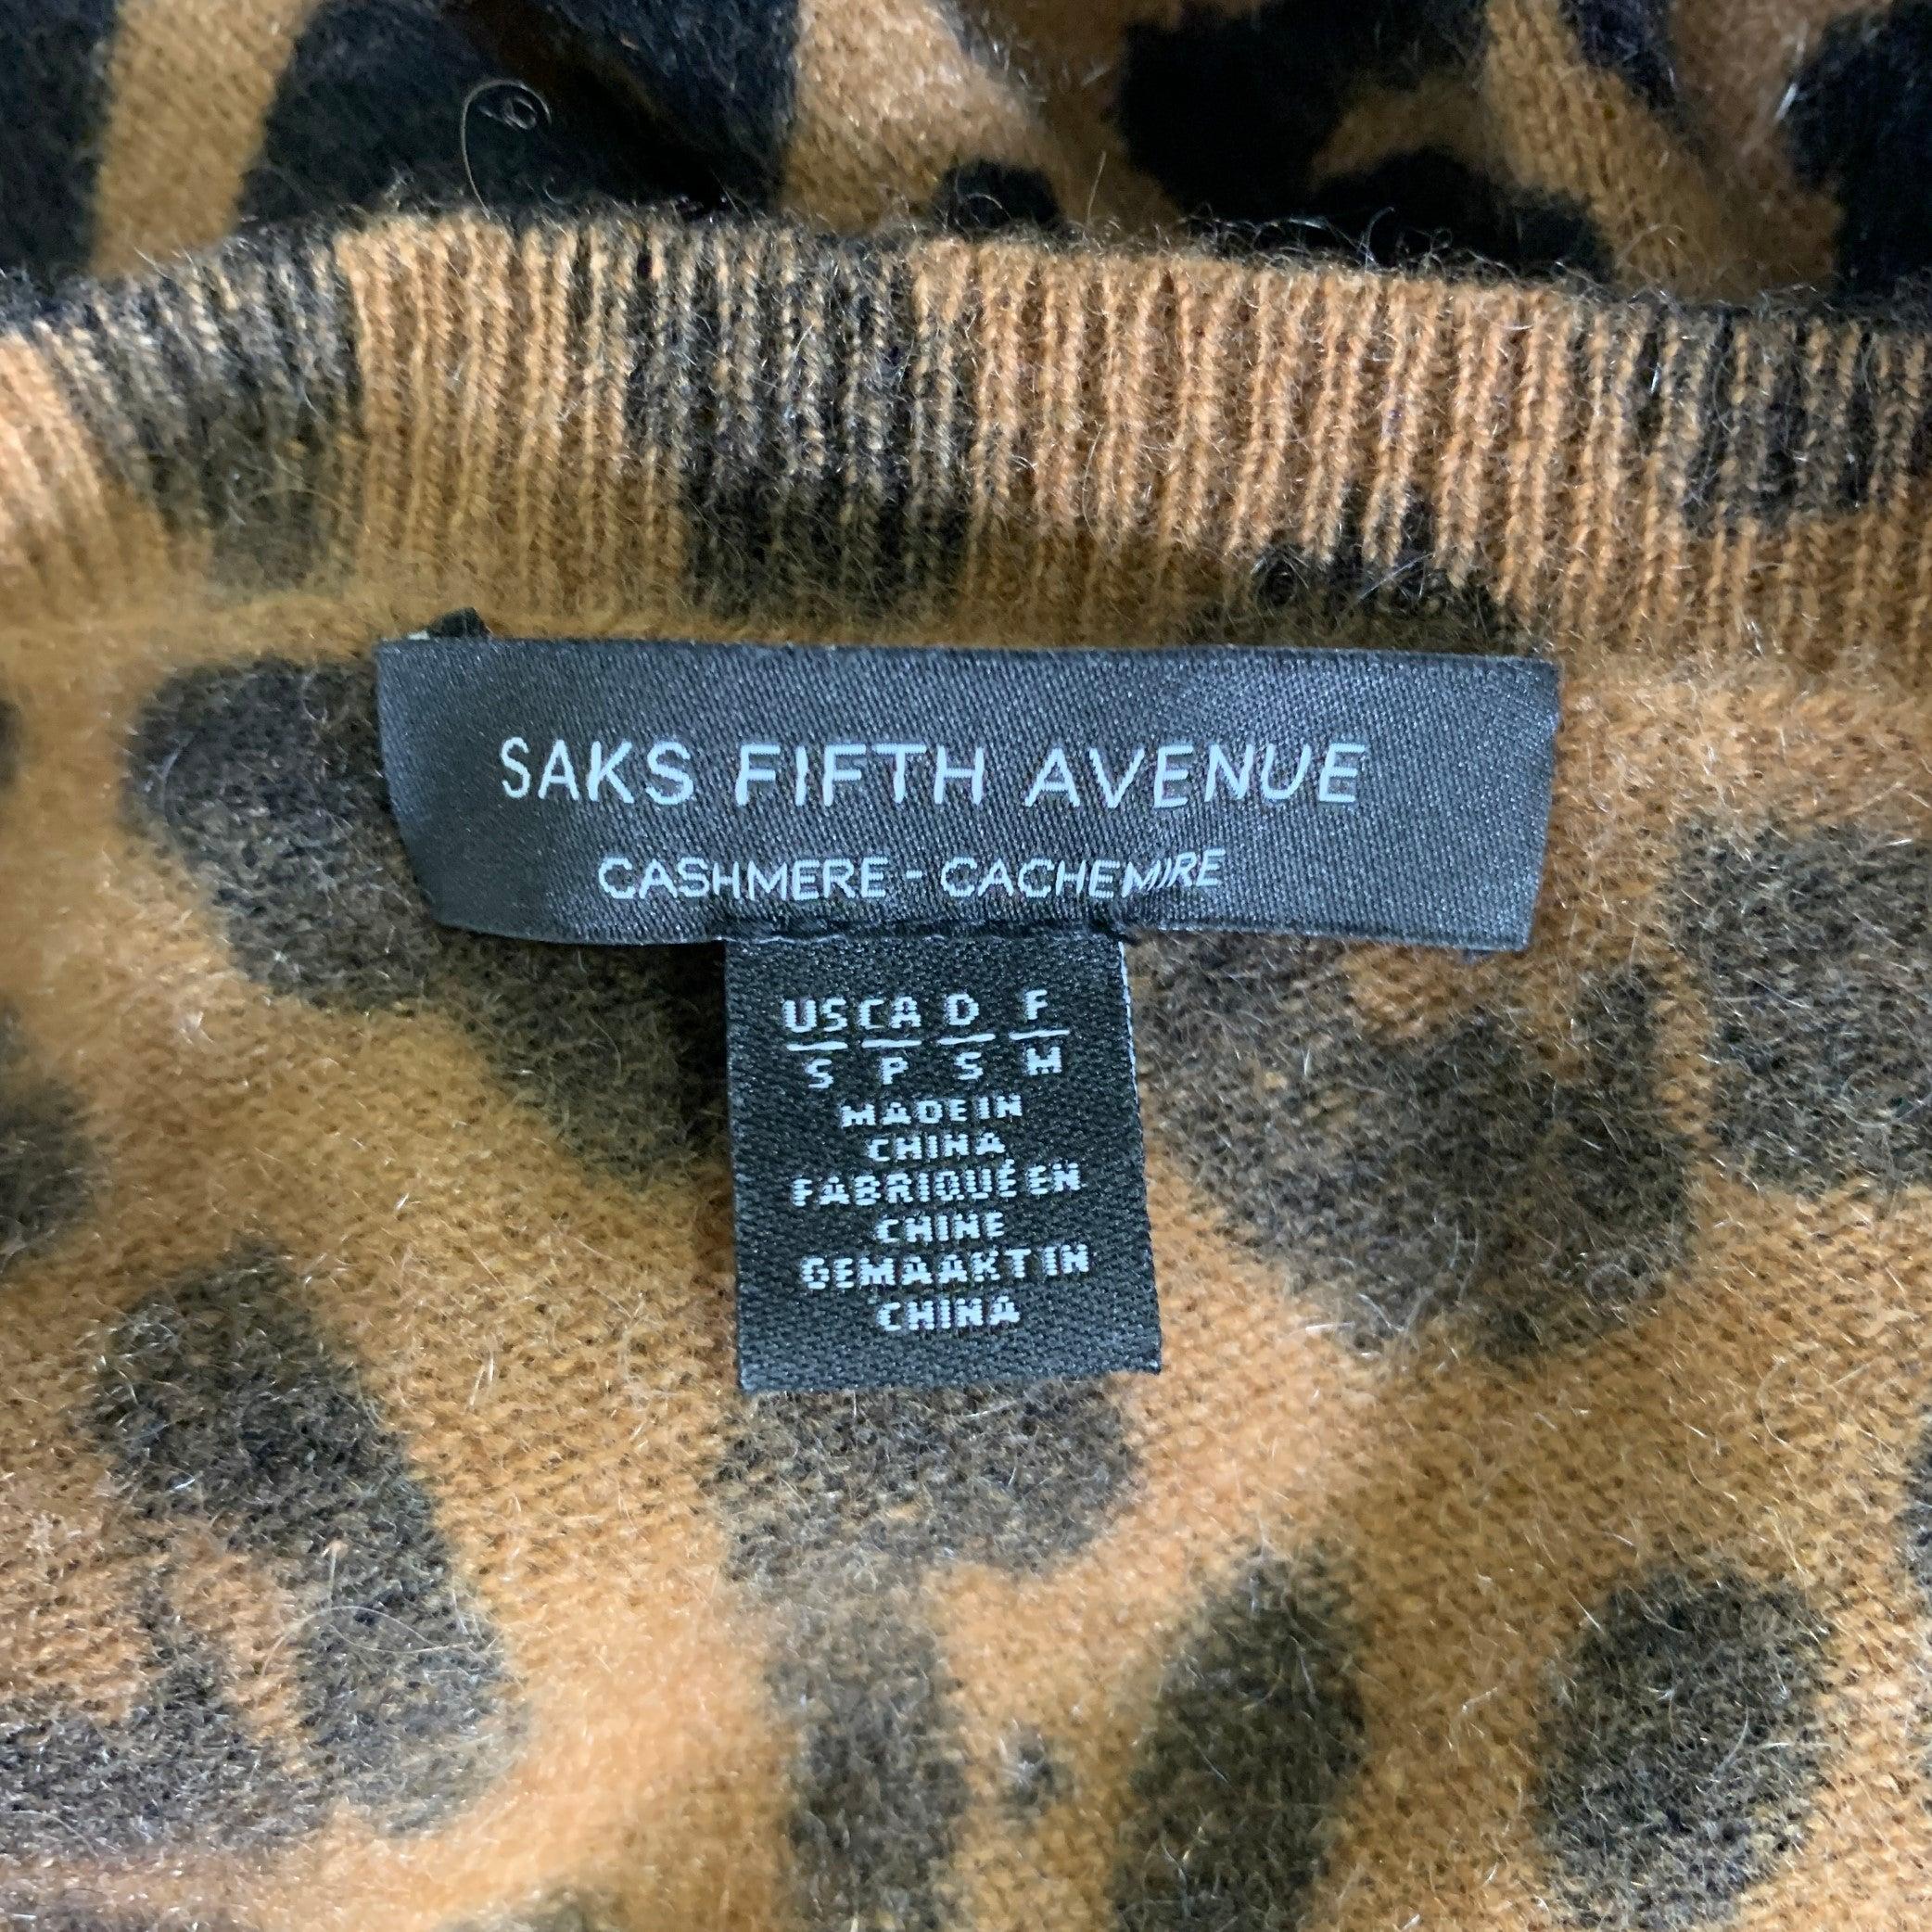 SAKS FIFTH AVENUE
CASHMERE - CACHEMIRE
US CA D F
S P S M
MADE IN
CHINA
FABRIQUÉ EN
CHINE
GEMAAKT IN
CHINA